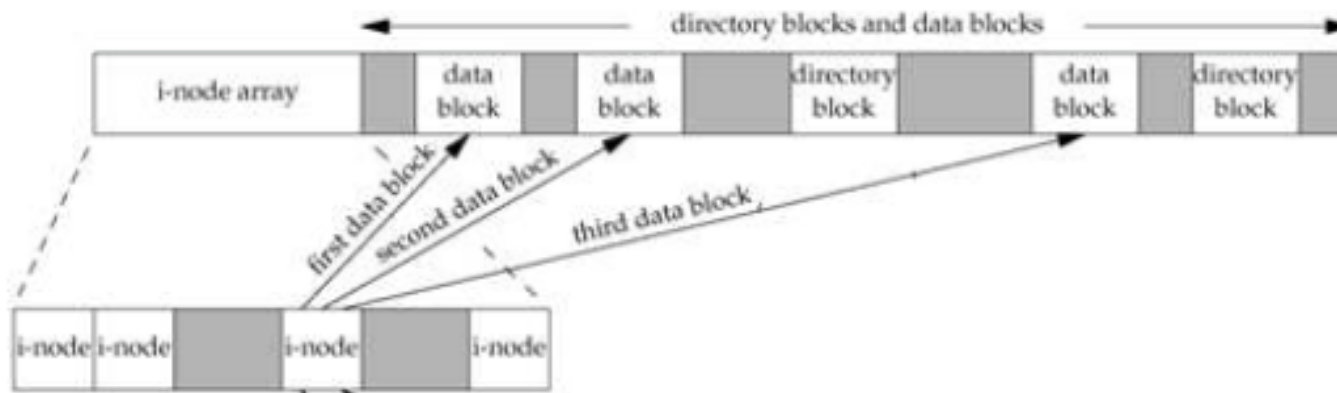 directory blocks and data blocks
i-node array
data
block
data
block
directory
block
data
block
directory
block
first data block
second data block
third data block
i-node
i-node
i-node
i-node